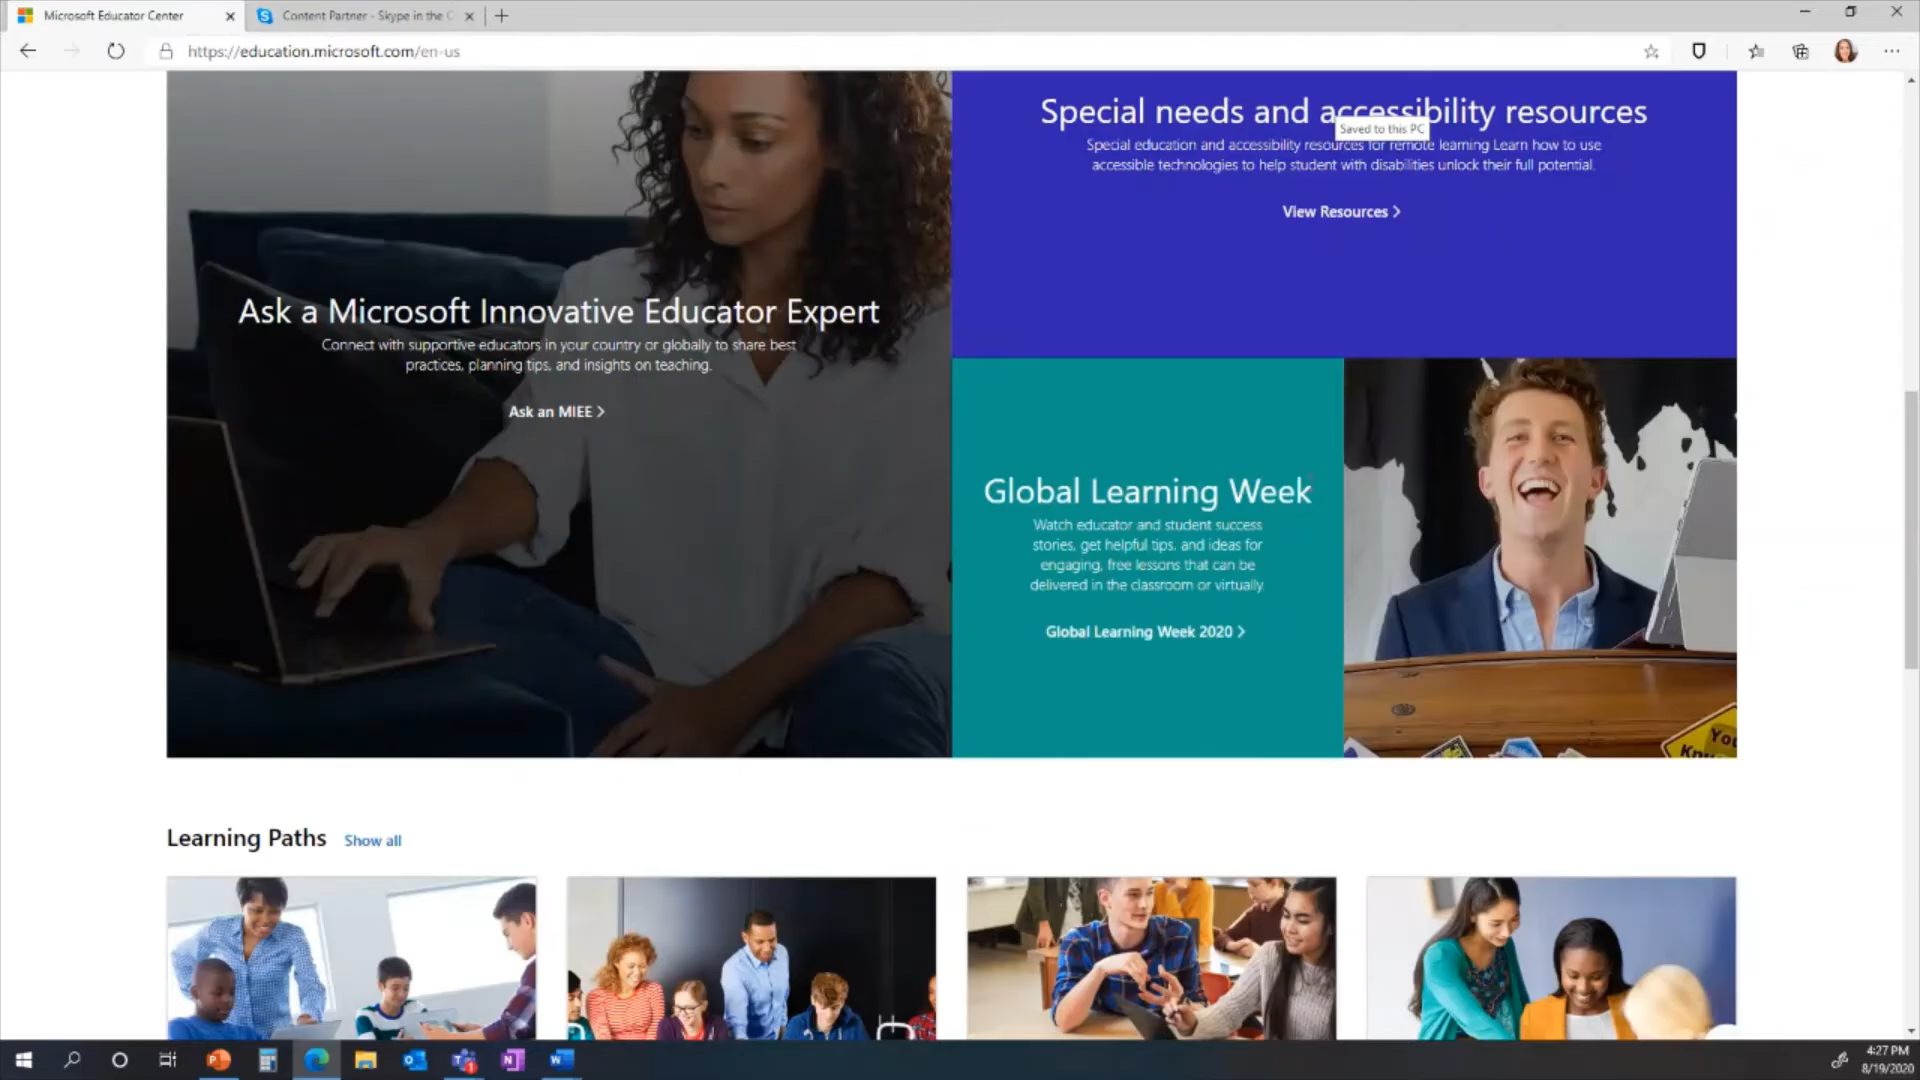 Microsoft Educator Center
Content Partner - Skype in the C
https://education.microsoft.com/en-us
Special needs and accessibility resources
Saved to this PC
Special education and accessibility resources for remote learning Learn how to use
accessible technologies to help student with disabilities unlock their full potential.
View Resources
Ask a Microsoft Innovative Educator Expert
Connect with supportive educators in your country or globally to share best
practices, planning tips, and insights on teaching.
Ask an MIEE
Global Learning Week
Watch educator and student success
stories, get helpful tips, and ideas for
engaging, free lessons that can be
delivered in the classroom or virtually.
Global Learning Week 2020
You
Learning Paths Show all
4:27 PM
8/19/2020